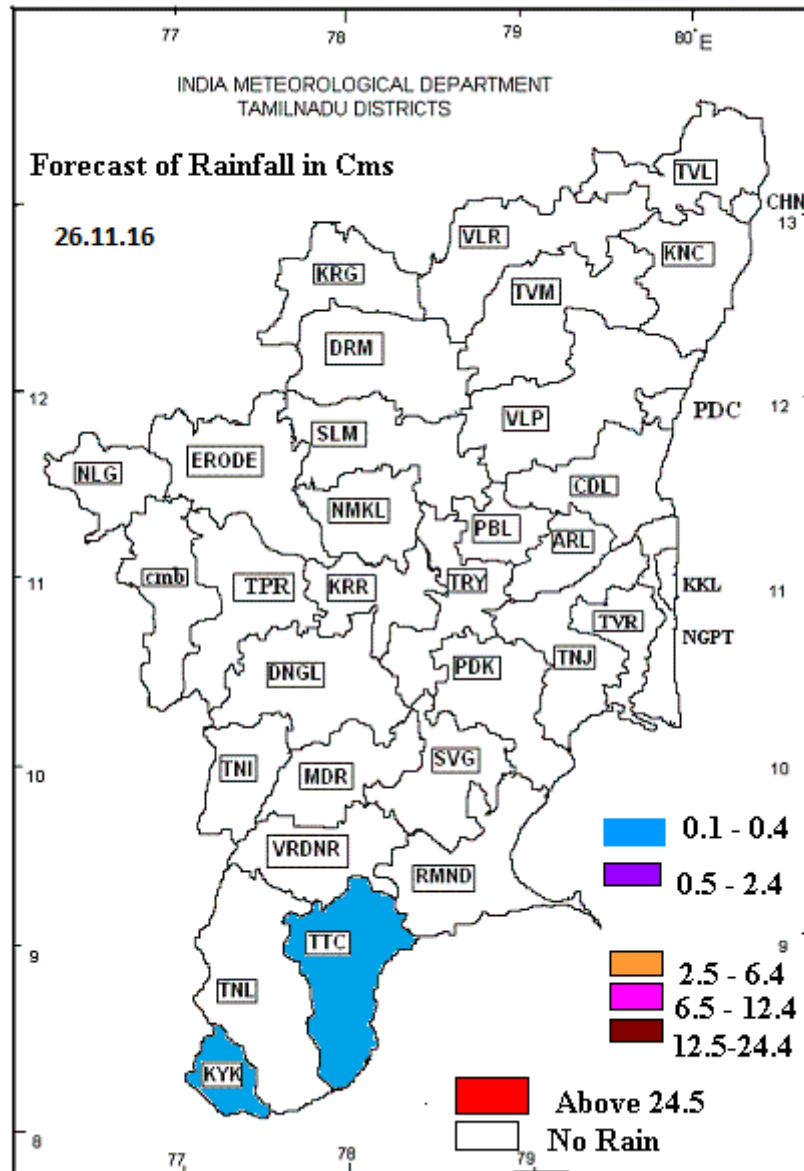 77 78 79 80° E
INDIA METEOROLOGICAL DEPARTMENT
TAMILNADU DISTRICTS
Forecast of Rainfall in Cms
TVL
CHN
13
26.11.16
VLR
KNC
KRG
TVM
DRM
12
12
PDC
VLP
SLM
ERODE
NLG
CDL
NMKL
PBL
ARL
11
cmb
TPR
KRR
TRY
KKL
11
TVR
NGPT
TNJ
DNGL
PDK
10
TNI
MDR
SVG
10
0.1 - 0.4
VRDNR
RMND
0.5 - 2.4
9
TTC
9
2.5 - 6.4
TNL
6.5 - 12.4
12.5-24.4
KYK
Above 24.5
8
No Rain
77 78 79